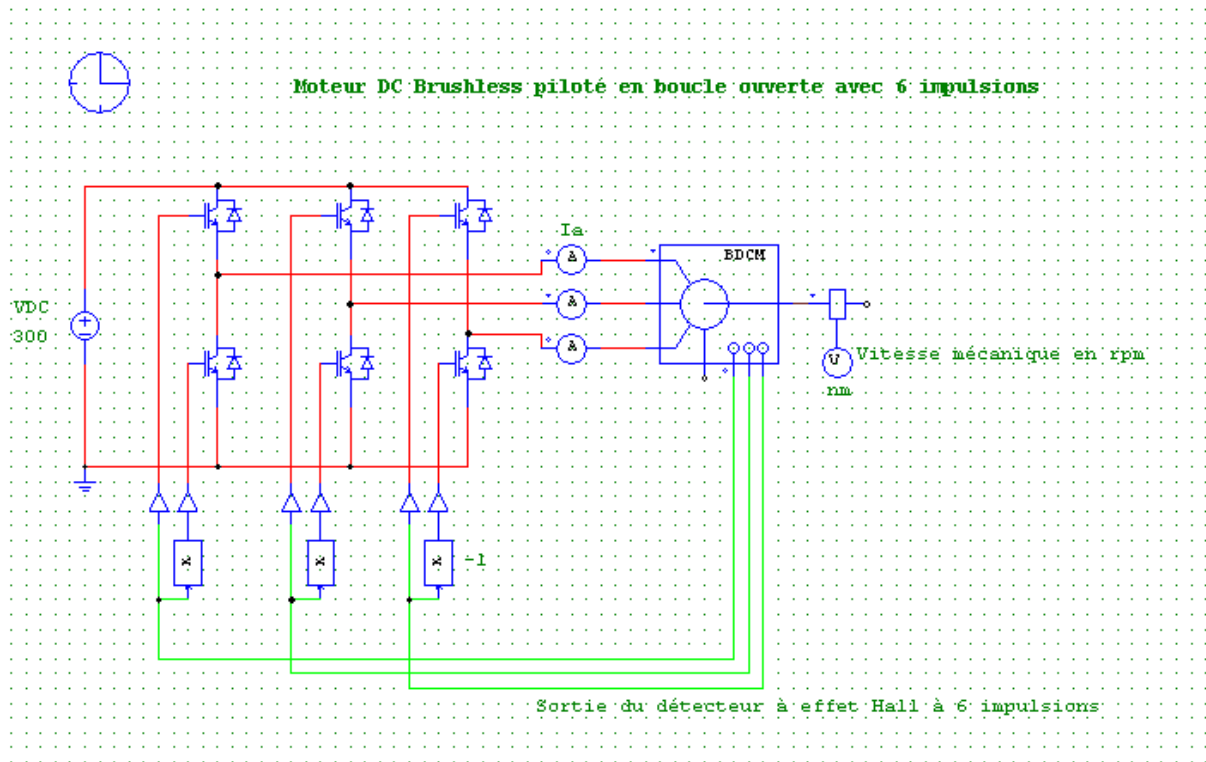 Moteur DC Brushless piloté en boucle ouverte avec 6 impulsions
Ia
A
BDCM
VDC
300
A
A
V
Vitesse mécanique en rpm
nm
K
K
K
-1
Sortie du détecteur à effet Hall à 6 impulsions